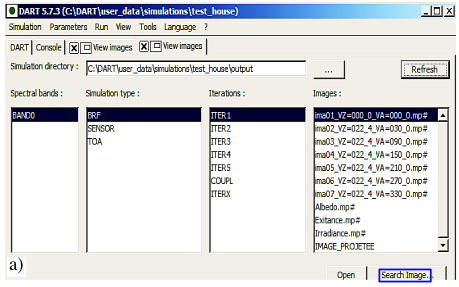 DART 5.7.3 (C:\DART\user_data\simulations\test_house)
Simulation Parameters Run View Tools Language ?
DART Console View images View images
Simulation directory : C:\DART\user_data\simulations\test_house\output ... Refresh
Spectral bands : Simulation type : Iterations : Images :
BAND0 BRF ITER1 ima01_VZ=000_0_VA=000_0.mp#
SENSOR ITER2 ima02_VZ=022_4_VA=030_0.mp#
TOA ITER3 ima03_VZ=022_4_VA=090_0.mp#
ITER4 ima04_VZ=022_4_VA=150_0.mp#
ITER5 ima05_VZ=022_4_VA=210_0.mp#
COUPL ima06_VZ=022_4_VA=270_0.mp#
ITERX ima07_VZ=022_4_VA=330_0.mp#
Albedo.mp#
Exitance.mp#
Irradiance.mp#
IMAGE_PROJETEE
a)
Open Search Image...